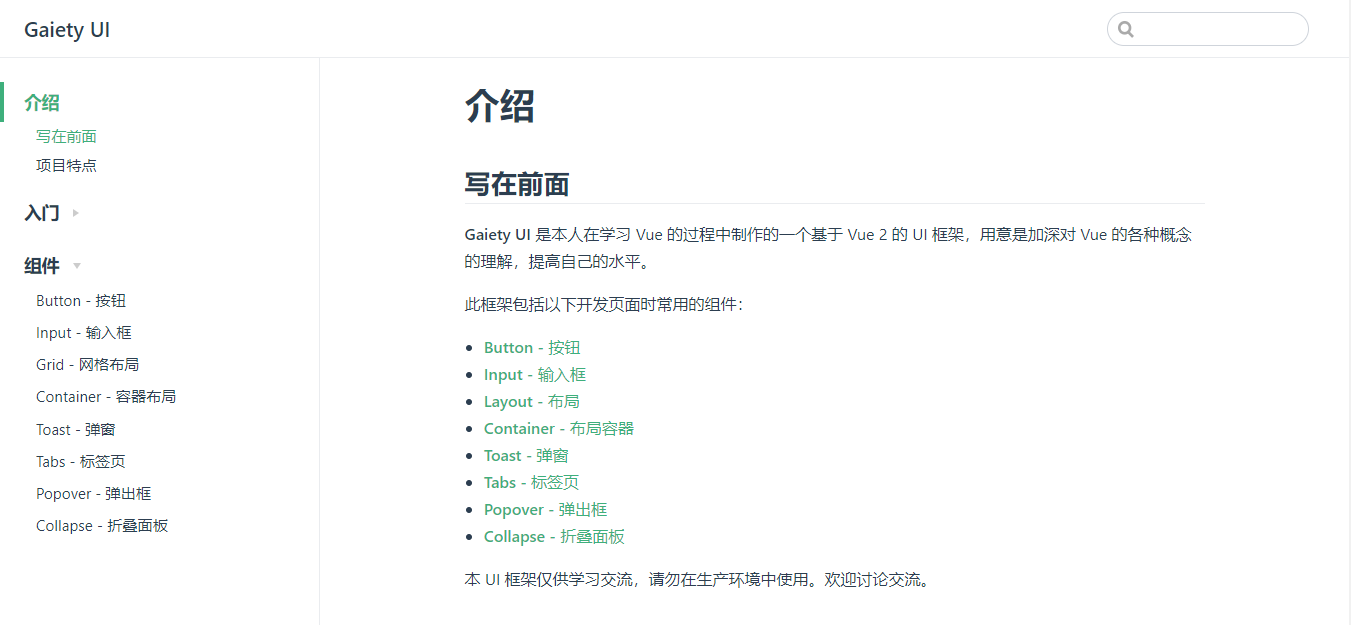 Gaiety UI
介绍
写在前面
项目特点
入门
组件
Button - 按钮
Input - 输入框
Grid - 网格布局
Container - 容器布局
Toast - 弹窗
Tabs - 标签页
Popover - 弹出框
Collapse - 折叠面板
介绍
写在前面
Gaiety UI 是本人在学习 Vue 的过程中制作的一个基于 Vue 2 的 UI 框架，用意是加深对 Vue 的各种概念
的理解，提高自己的水平。
此框架包括以下开发页面时常用的组件：
Button - 按钮
Input - 输入框
Layout - 布局
Container - 布局容器
Toast - 弹窗
Tabs - 标签页
Popover - 弹出框
Collapse - 折叠面板
本 UI 框架仅供学习交流，请勿在生产环境中使用。欢迎讨论交流。